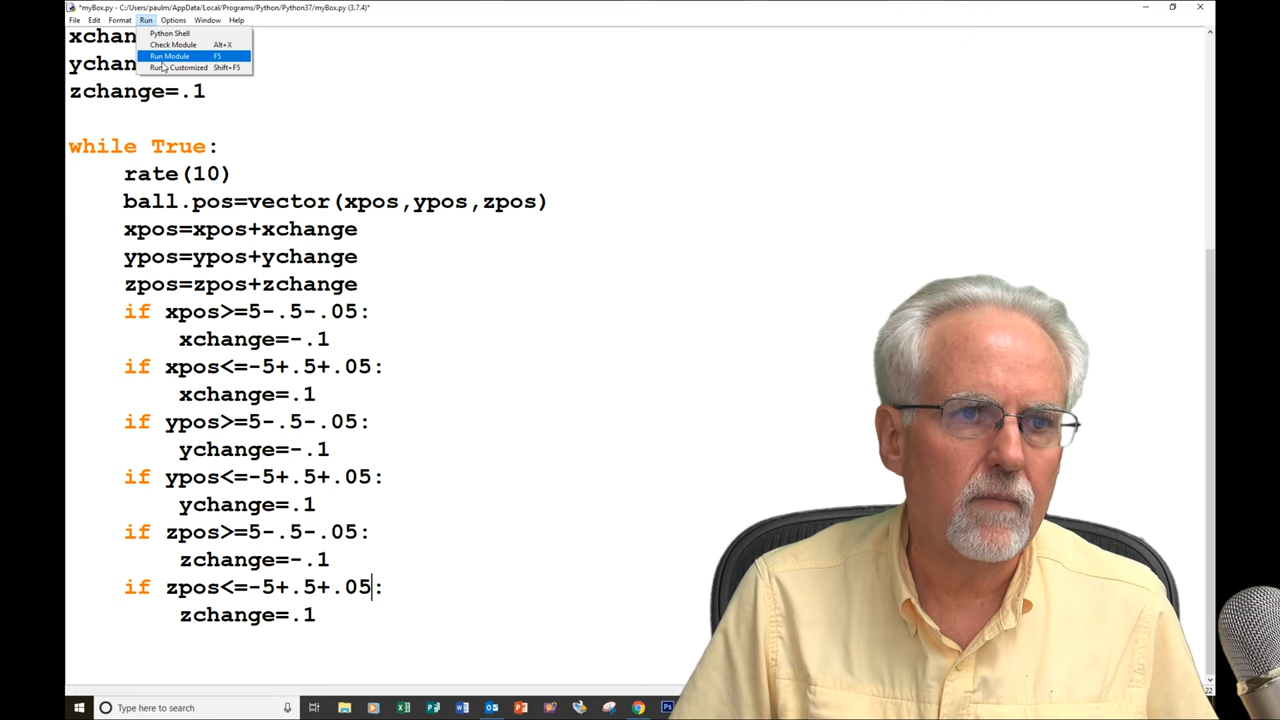 *myBox.py - C:/Users/paulm/AppData/Local/Programs/Python/Python37/myBox.py (3.7.4)*
File Edit Format Run Options Window Help
Python Shell
Check Module Alt+X
Run Module F5
Customized Shift+F5
zchange=.1
while True:
rate(10)
ball.pos=vector(xpos,ypos,zpos)
xpos=xpos+xchange
ypos=ypos+ychange
zpos=zpos+zchange
if xpos>=5-.5-.05:
xchange=-.1
if xpos<=-5+.5+.05:
xchange=.1
if ypos>=5-.5-.05:
ychange=-.1
if ypos<=-5+.5+.05:
ychange=.1
if zpos>=5-.5-.05:
zchange=-.1
if zpos<=-5+.5+.05:
zchange=.1
22
Type here to search